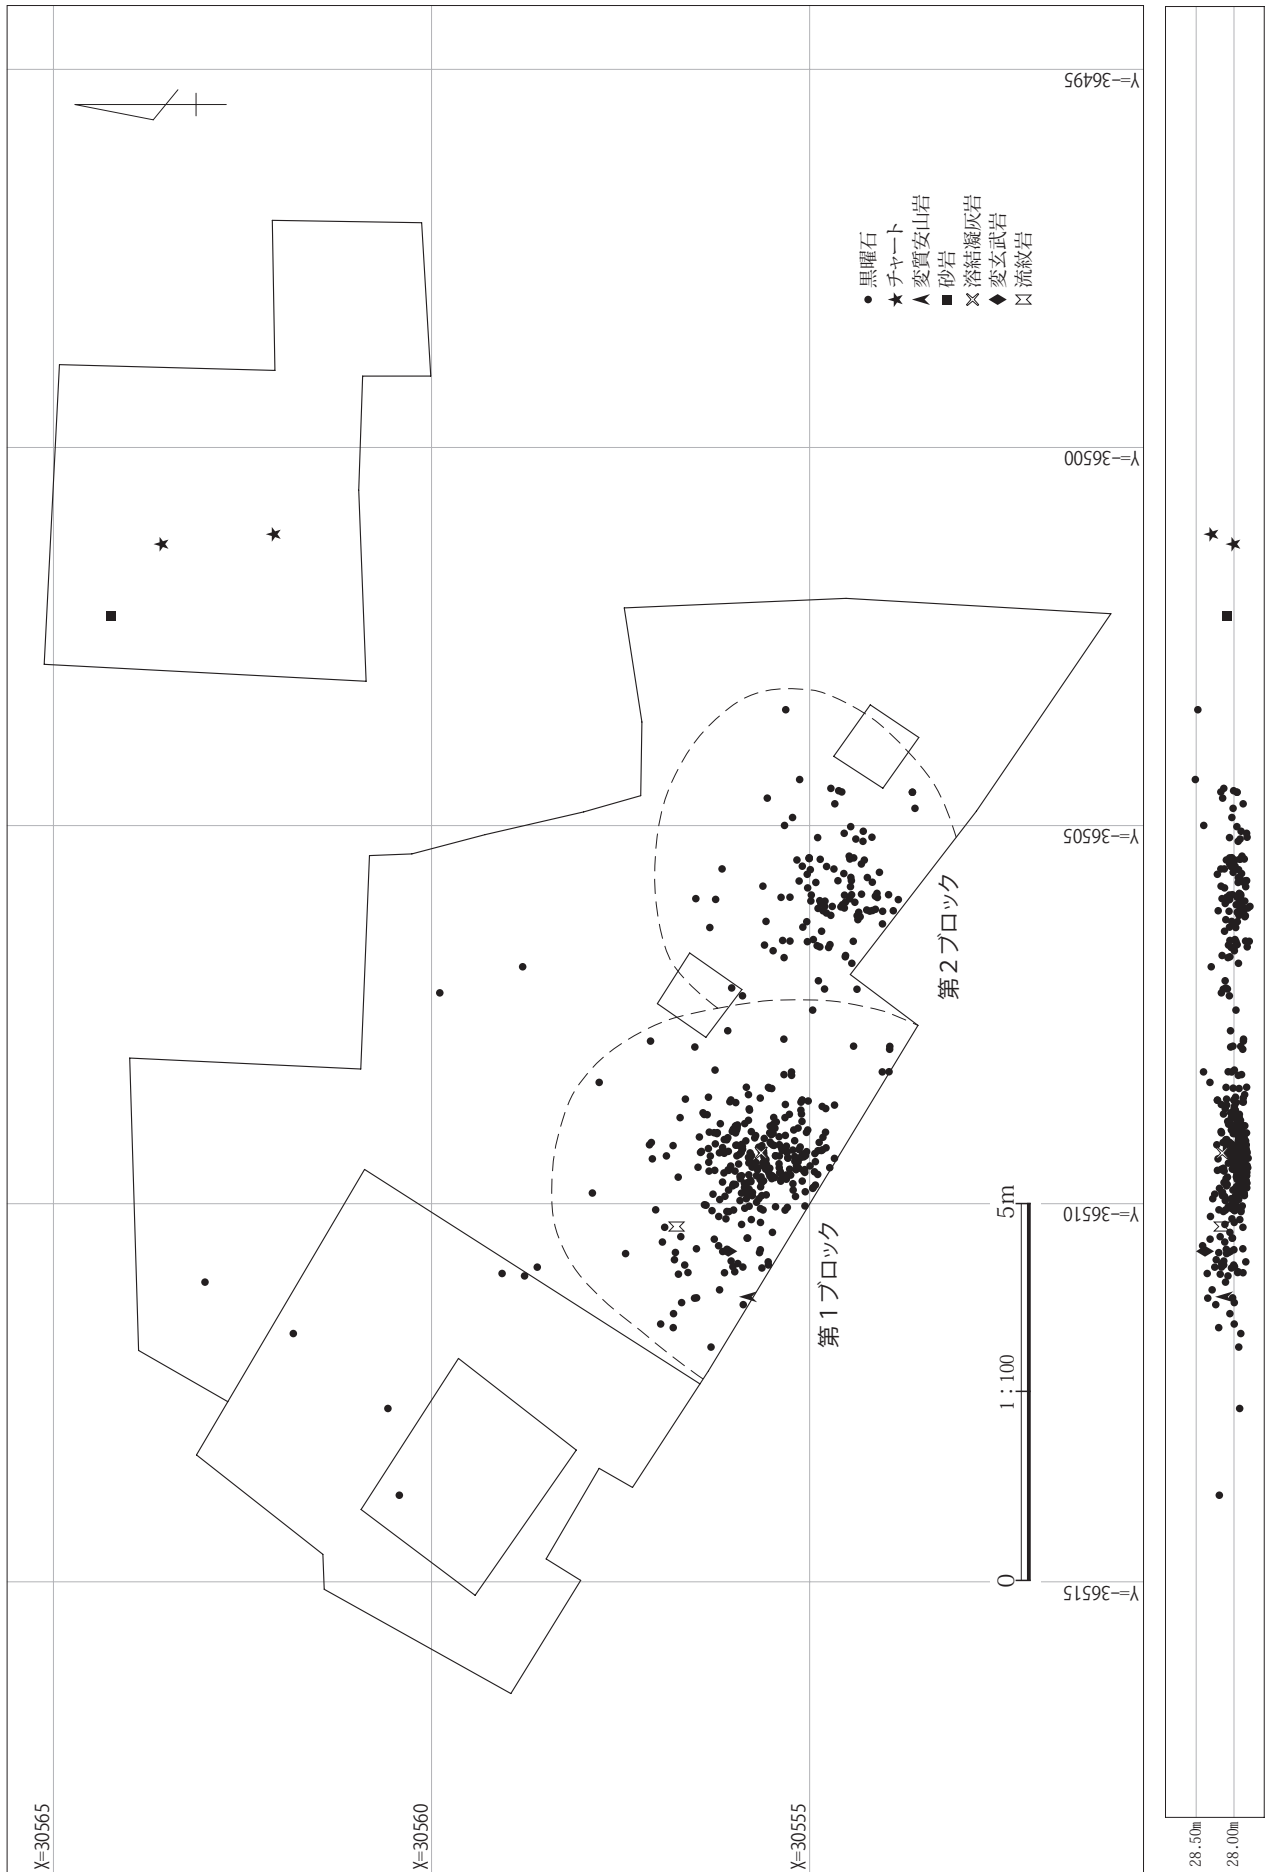 Y=-36495
Y=-36500
Y=-36505
Y=-36510
Y=-36515
X=30565
X=30560
X=30555
黒曜石
チャート
変質安山岩
砂岩
溶結凝灰岩
変玄武岩
流紋岩
第2ブロック
第1ブロック
0 1:100 5m
28.50m
28.00m